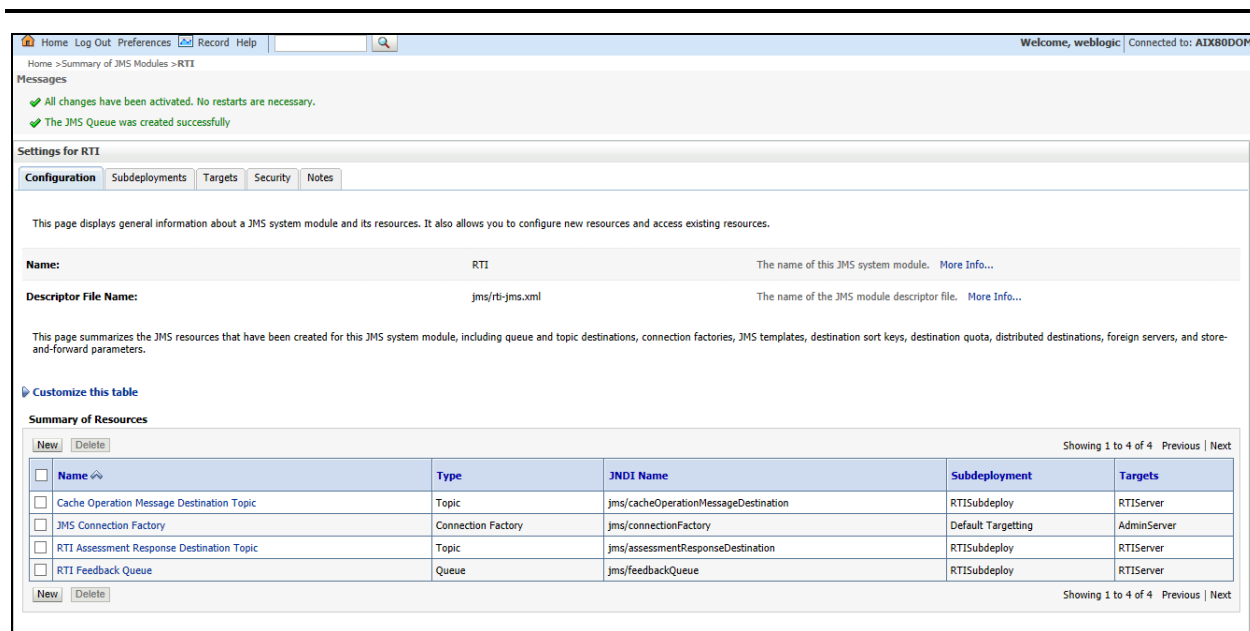 Home Log Out Preferences Record Help
Welcome, weblogic Connected to: AIX80DOM
Home >Summary of JMS Modules >RTI
Messages
All changes have been activated. No restarts are necessary.
The JMS Queue was created successfully
Settings for RTI
Configuration Subdeployments Targets Security Notes
This page displays general information about a JMS system module and its resources. It also allows you to configure new resources and access existing resources.
Name: RTI The name of this JMS system module. More Info...
Descriptor File Name: jms/rti-jms.xml The name of the JMS module descriptor file. More Info...
This page summarizes the JMS resources that have been created for this JMS system module, including queue and topic destinations, connection factories, JMS templates, destination sort keys, destination quota, distributed destinations, foreign servers, and store-
and-forward parameters.
Customize this table
Summary of Resources
New Delete Showing 1 to 4 of 4 Previous | Next
Name Type JNDI Name Subdeployment Targets
Cache Operation Message Destination Topic Topic jms/cacheOperationMessageDestination RTISubdeploy RTIServer
JMS Connection Factory Connection Factory jms/connectionFactory Default Targetting AdminServer
RTI Assessment Response Destination Topic Topic jms/assessmentResponseDestination RTISubdeploy RTIServer
RTI Feedback Queue Queue jms/feedbackQueue RTISubdeploy RTIServer
New Delete Showing 1 to 4 of 4 Previous | Next